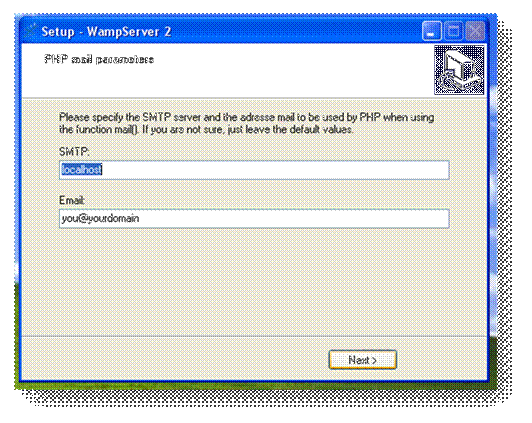 Setup - WampServer 2
PHP mail parameters
Please specify the SMTP server and the adresse mail to be used by PHP when using
the function mail(). If you are not sure, just leave the default values.
SMTP:
localhost
Email:
you@yourdomain
Next >